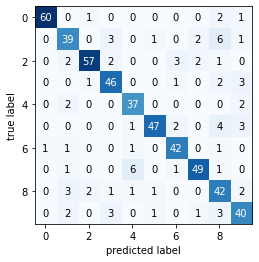 0 60 0 1 0 0 0 0 0 2 1
0 39 0 3 0 1 0 2 6 1
2 0 2 57 2 0 0 3 2 1 0
0 0 1 46 0 1 0 1 2 3
4 0 2 0 0 37 0 0 0 0 2
0 0 0 0 1 47 2 0 4 3
6 1 1 0 0 1 0 42 0 1 0
0 1 0 0 6 0 1 49 1 0
8 0 3 2 1 1 1 0 0 42 2
0 2 0 3 0 1 0 1 3 40
0 2 4 6 8
predicted label
true label